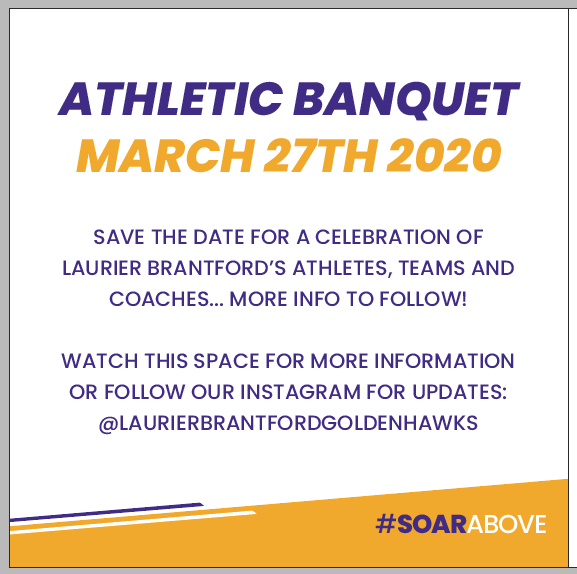 ATHLETIC BANQUET
MARCH 27TH 2020
SAVE THE DATE FOR A CELEBRATION OF
LAURIER BRANTFORD’S ATHLETES, TEAMS AND
COACHES... MORE INFO TO FOLLOW!
WATCH THIS SPACE FOR MORE INFORMATION
OR FOLLOW OUR INSTAGRAM FOR UPDATES:
@LAURIERBRANTFORDGOLDENHAWKS
#SOARABOVE